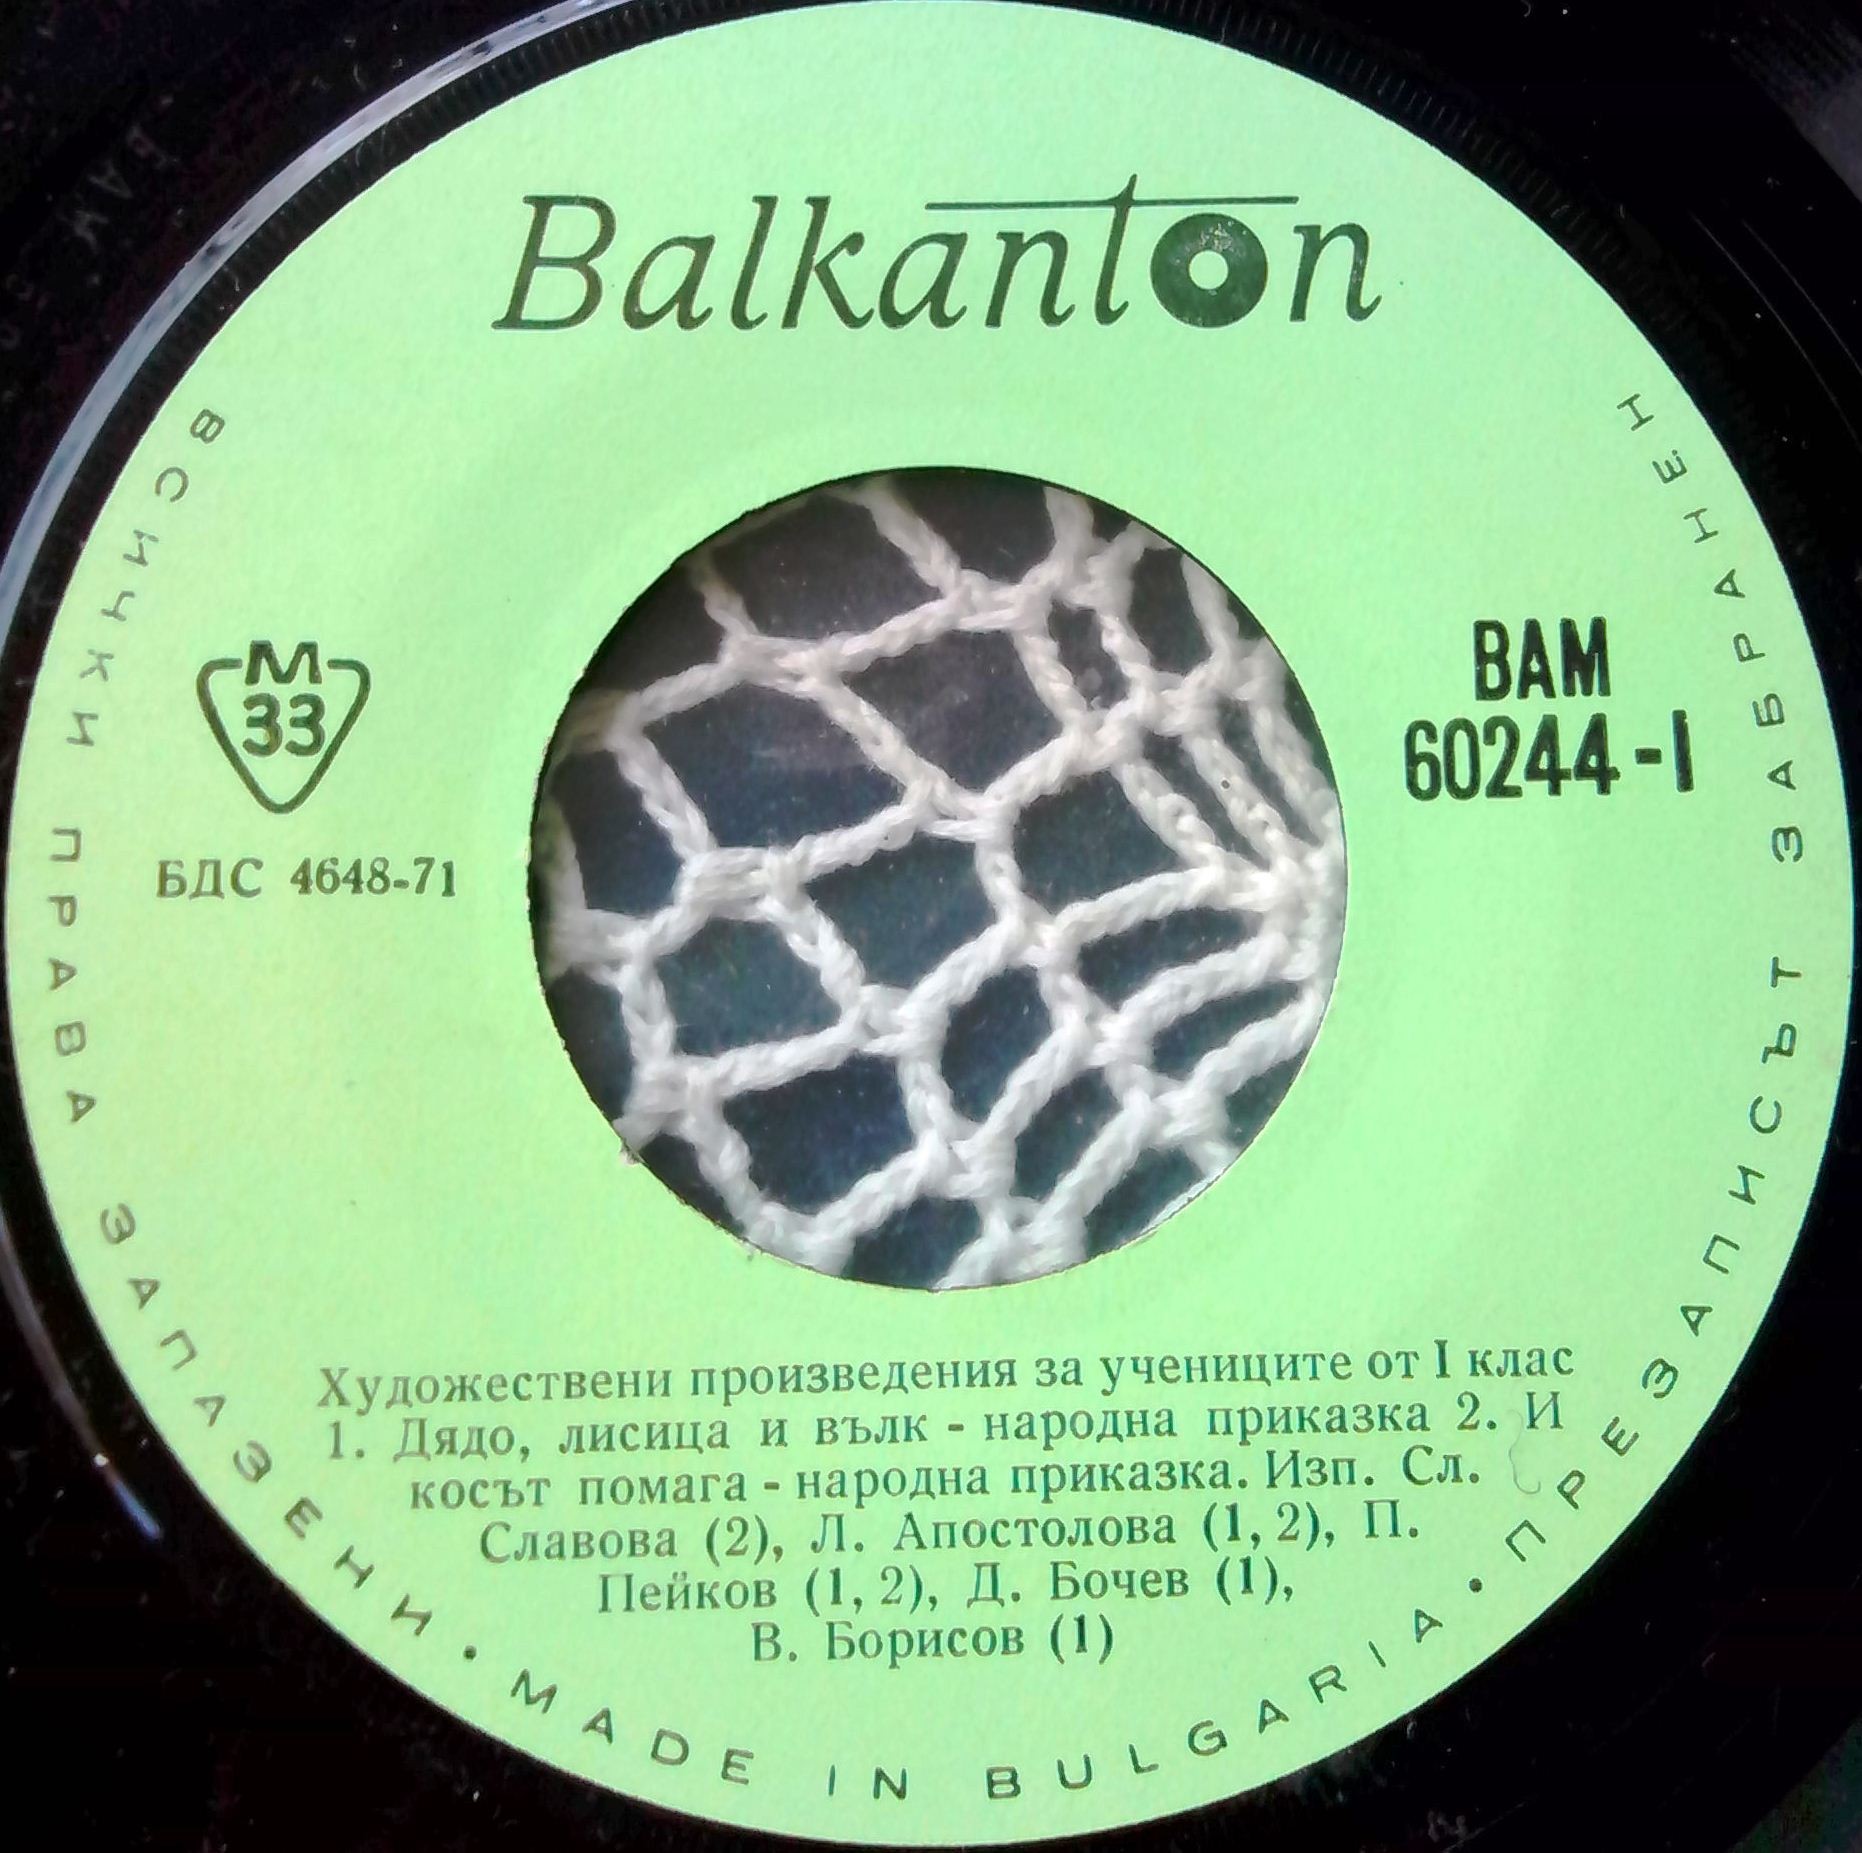 Balkanton
М
33
БДС 4648-71
ВАМ
60244-I
Художествени произведения за учениците от I клас
1. Дядо, лисица и вълк - народна приказка 2. И
косът помага - народна приказка. Изп. Сл.
Славова (2), Л. Апостолова (1, 2), П.
Пейков (1, 2), Д. Бочев (1),
В. Борисов (1)
ВСИЧКИ ПРАВА ЗАПАЗЕНИ · MADE IN BULGARIA · ПРЕЗАПИСЪТ ЗАБРАНЕН